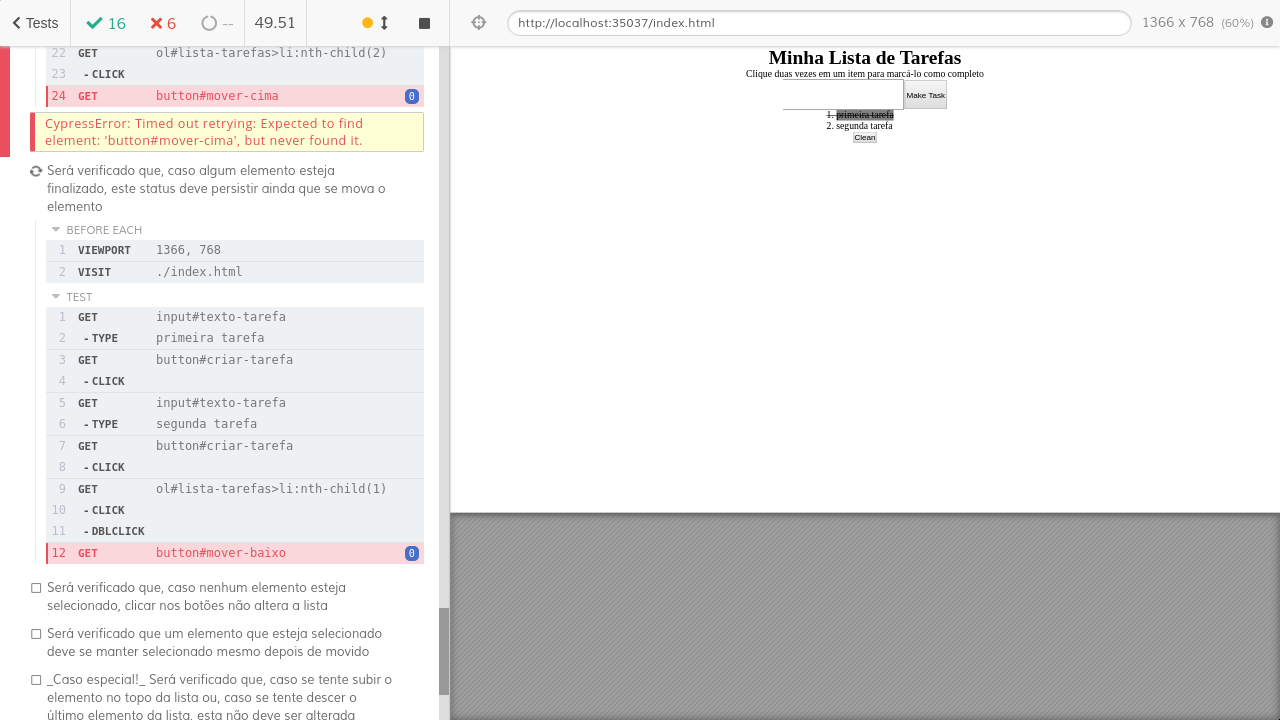 Tests
16
6
--
49.51
http://localhost:35037/index.html
1366 x 768 (60%)
22 GET ol#lista-tarefas>li:nth-child(2)
23 - CLICK
24 GET button#mover-cima 0
CypressError: Timed out retrying: Expected to find
element: 'button#mover-cima', but never found it.
Será verificado que, caso algum elemento esteja
finalizado, este status deve persistir ainda que se mova o
elemento
BEFORE EACH
1 VIEWPORT 1366, 768
2 VISIT ./index.html
TEST
1 GET input#texto-tarefa
2 - TYPE primeira tarefa
3 GET button#criar-tarefa
4 - CLICK
5 GET input#texto-tarefa
6 - TYPE segunda tarefa
7 GET button#criar-tarefa
8 - CLICK
9 GET ol#lista-tarefas>li:nth-child(1)
10 - CLICK
11 - DBLCLICK
12 GET button#mover-baixo 0
Será verificado que, caso nenhum elemento esteja
selecionado, clicar nos botões não altera a lista
Será verificado que um elemento que esteja selecionado
deve se manter selecionado mesmo depois de movido
_Caso especial!_ Será verificado que, caso se tente subir o
elemento no topo da lista ou, caso se tente descer o
último elemento da lista, esta não deve ser alterada
Minha Lista de Tarefas
Clique duas vezes em um item para marcá-lo como completo
Make Task
1. primeira tarefa
2. segunda tarefa
Clean